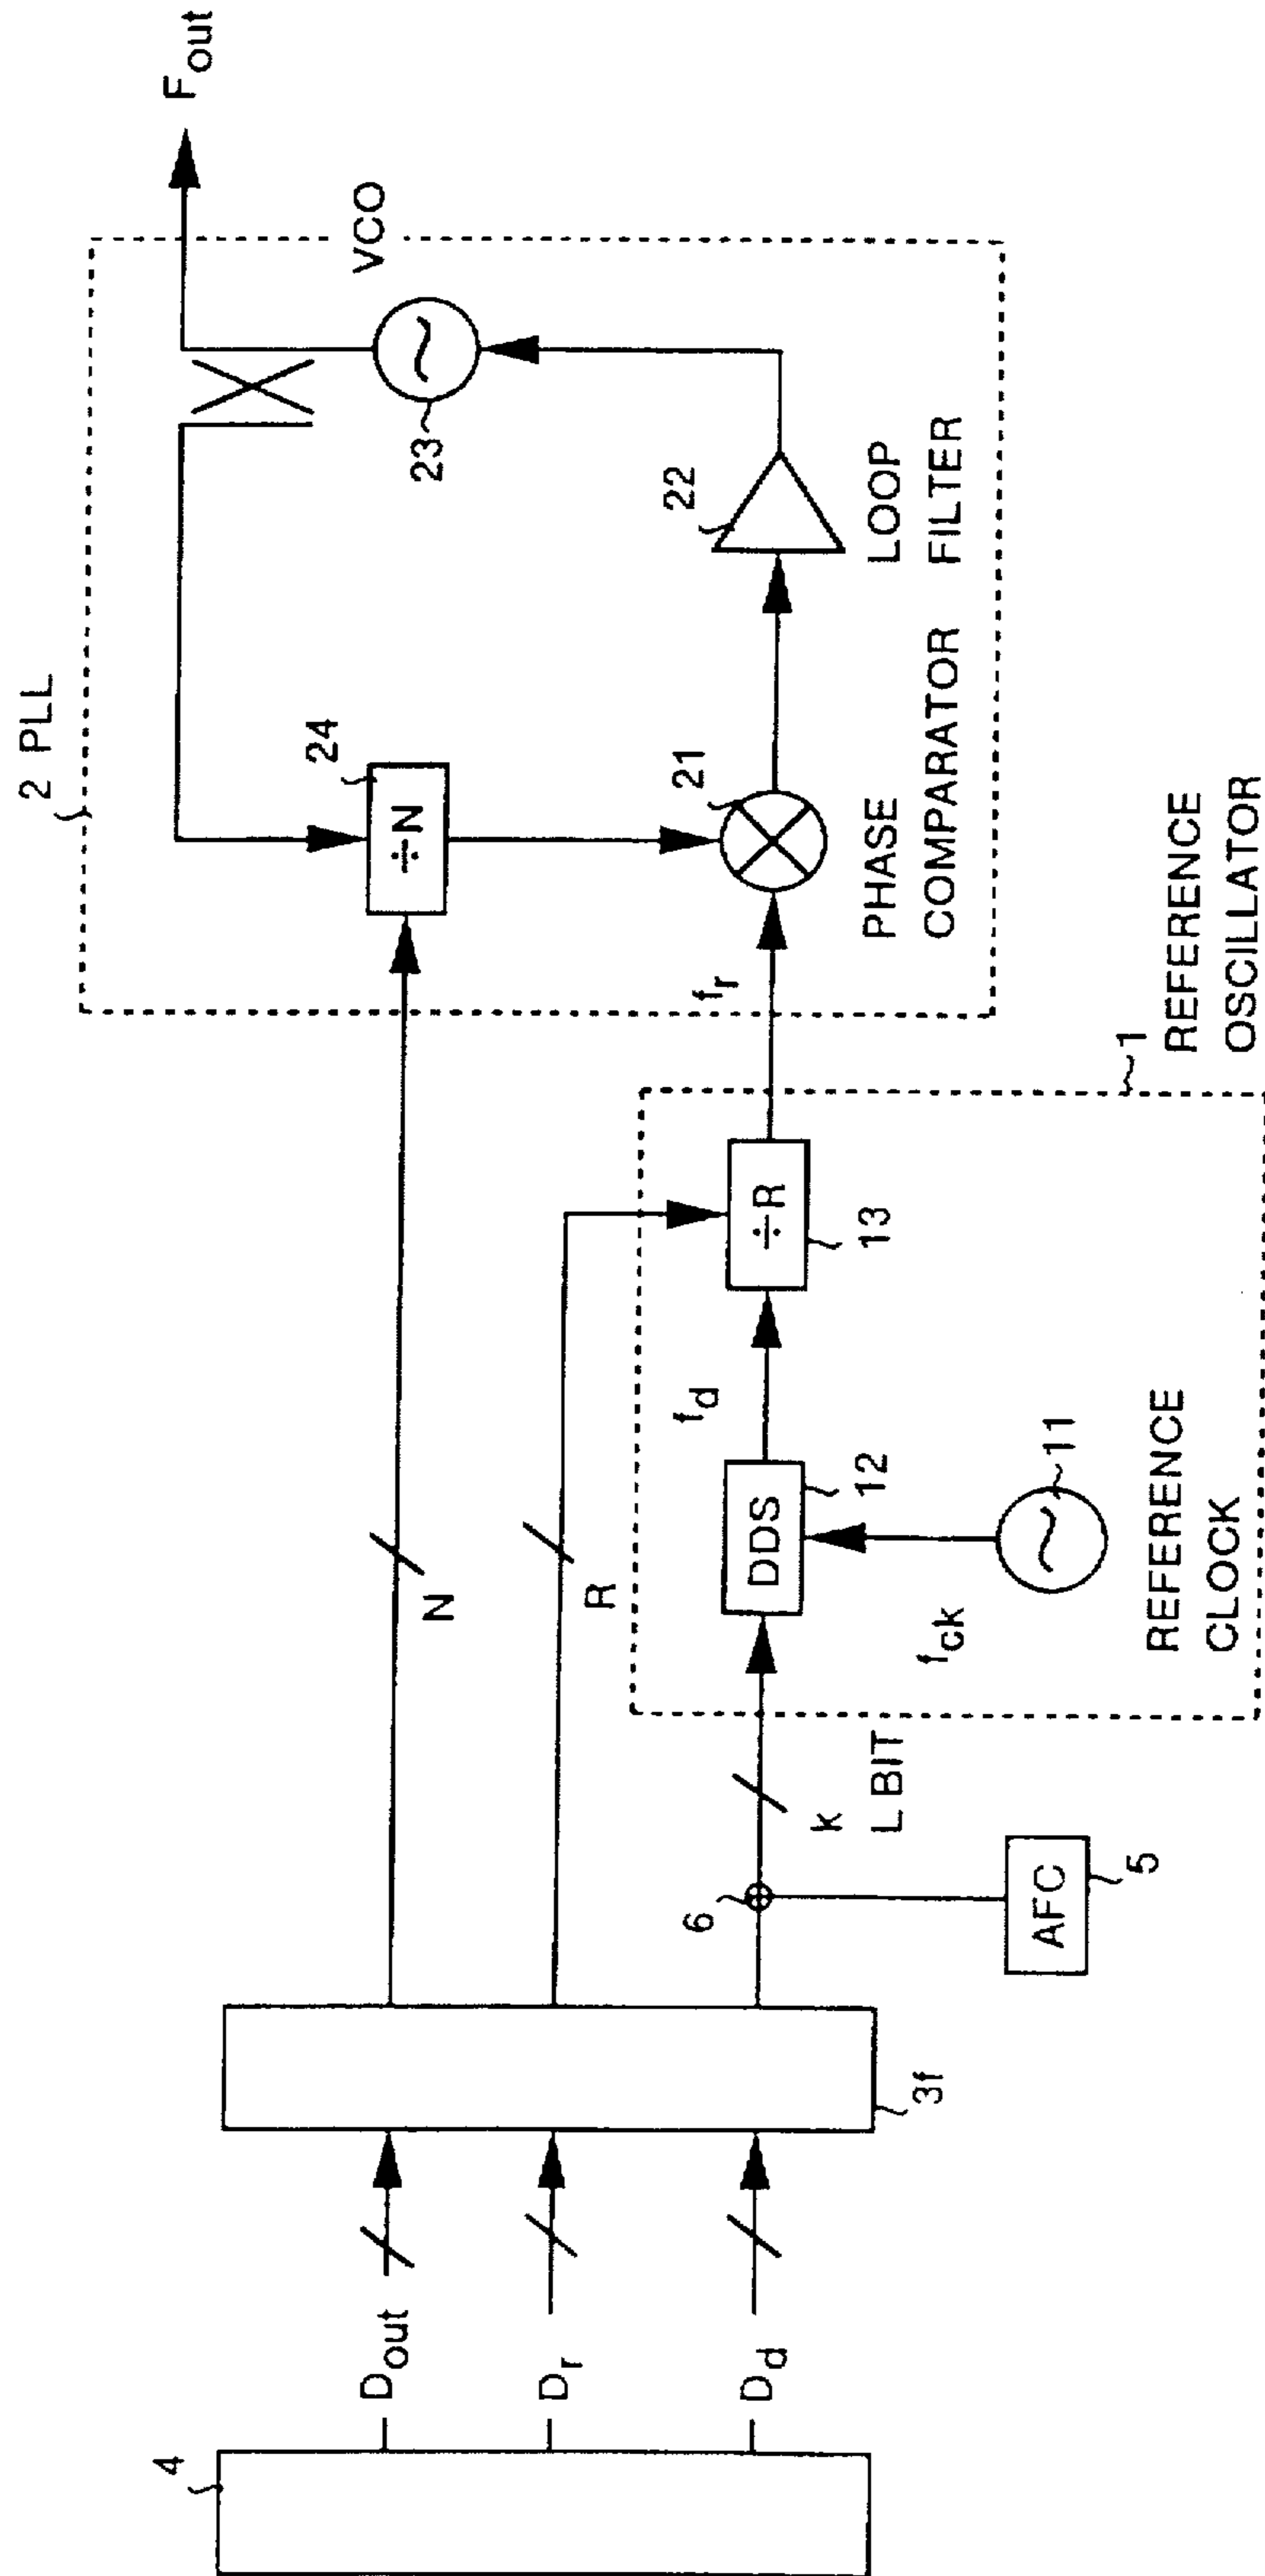 4
D_out
D_r
D_d
3f
N
R
6
AFC
5
k
L BIT
DDS
12
f_ck
11
REFERENCE
CLOCK
f_d
÷R
13
1
REFERENCE
OSCILLATOR
f_r
2 PLL
÷N
24
21
PHASE
COMPARATOR
22
LOOP
FILTER
23
VCO
F_out